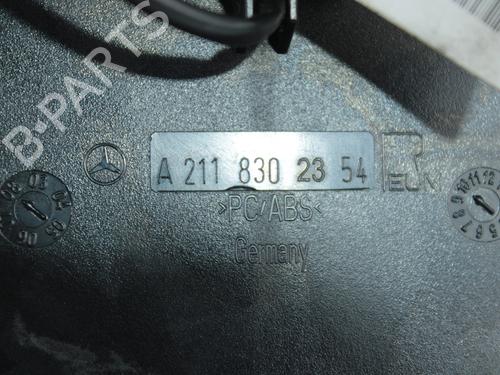 B-PARTS
A 211 830 23 54
>PC/ABS<
Germany